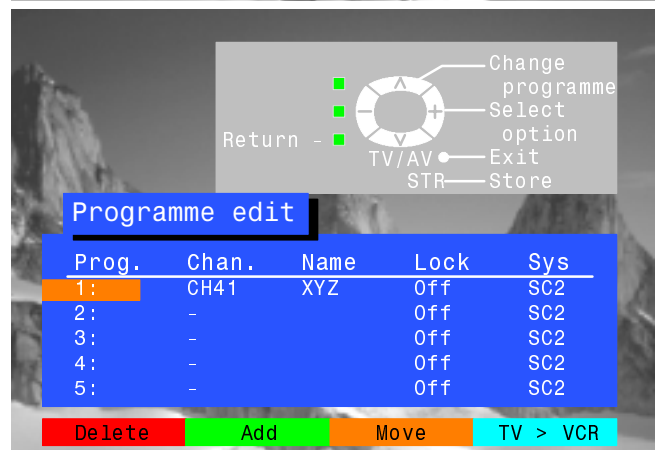 Change
programme
Select
option
Return -
TV/AV
Exit
STR
Store
Programme edit
Prog. Chan. Name Lock Sys
1: CH41 XYZ Off SC2
2: - Off SC2
3: - Off SC2
4: - Off SC2
5: - Off SC2
Delete Add Move TV > VCR